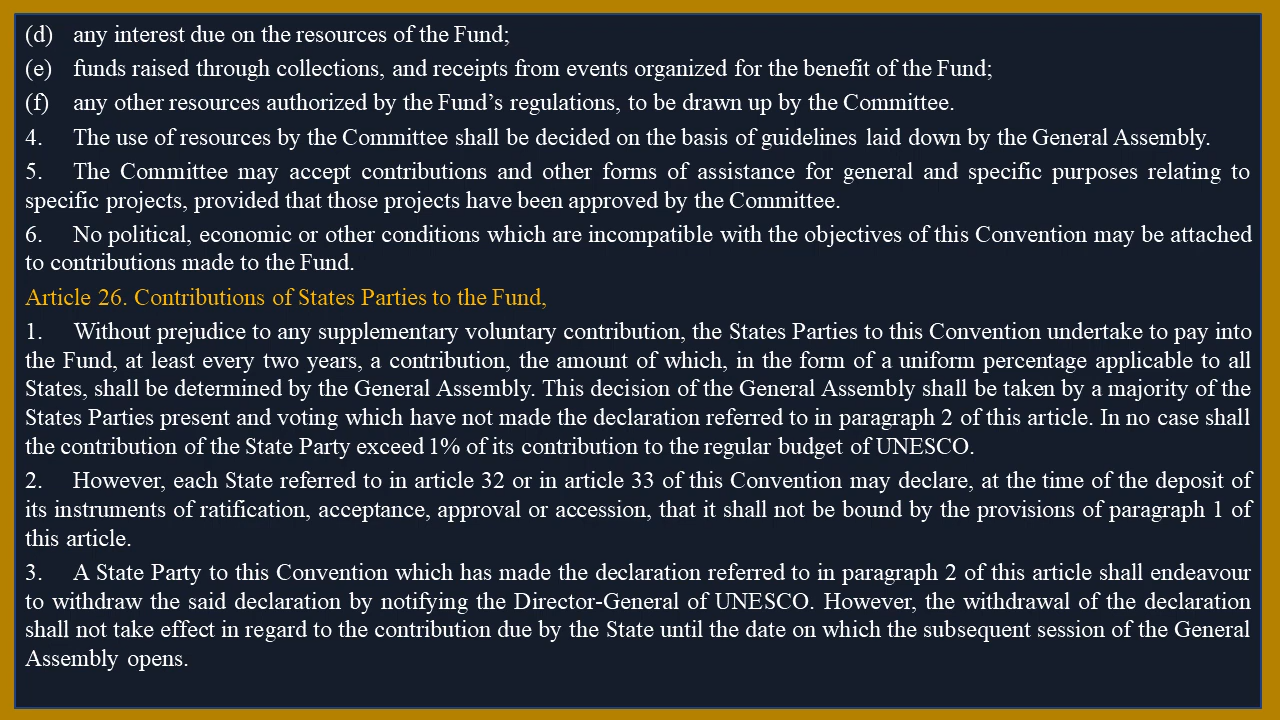 (d) any interest due on the resources of the Fund;
(e) funds raised through collections, and receipts from events organized for the benefit of the Fund;
(f) any other resources authorized by the Fund’s regulations, to be drawn up by the Committee.
4. The use of resources by the Committee shall be decided on the basis of guidelines laid down by the General Assembly.
5. The Committee may accept contributions and other forms of assistance for general and specific purposes relating to
specific projects, provided that those projects have been approved by the Committee.
6. No political, economic or other conditions which are incompatible with the objectives of this Convention may be attached
to contributions made to the Fund.
Article 26. Contributions of States Parties to the Fund,
1. Without prejudice to any supplementary voluntary contribution, the States Parties to this Convention undertake to pay into
the Fund, at least every two years, a contribution, the amount of which, in the form of a uniform percentage applicable to all
States, shall be determined by the General Assembly. This decision of the General Assembly shall be taken by a majority of the
States Parties present and voting which have not made the declaration referred to in paragraph 2 of this article. In no case shall
the contribution of the State Party exceed 1% of its contribution to the regular budget of UNESCO.
2. However, each State referred to in article 32 or in article 33 of this Convention may declare, at the time of the deposit of
its instruments of ratification, acceptance, approval or accession, that it shall not be bound by the provisions of paragraph 1 of
this article.
3. A State Party to this Convention which has made the declaration referred to in paragraph 2 of this article shall endeavour
to withdraw the said declaration by notifying the Director-General of UNESCO. However, the withdrawal of the declaration
shall not take effect in regard to the contribution due by the State until the date on which the subsequent session of the General
Assembly opens.